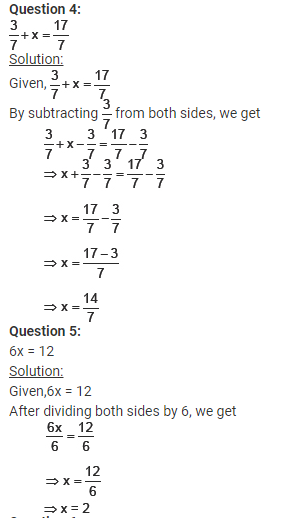 Question 4:
3/7 + x = 17/7
Solution:
Given, 3/7 + x = 17/7
By subtracting 3/7 from both sides, we get
3/7 + x − 3/7 = 17/7 − 3/7
⇒ x + 3/7 − 3/7 = 17/7 − 3/7
⇒ x = 17/7 − 3/7
⇒ x = (17 − 3)/7
⇒ x = 14/7
Question 5:
6x = 12
Solution:
Given,6x = 12
After dividing both sides by 6, we get
6x/6 = 12/6
⇒ x = 12/6
⇒ x = 2